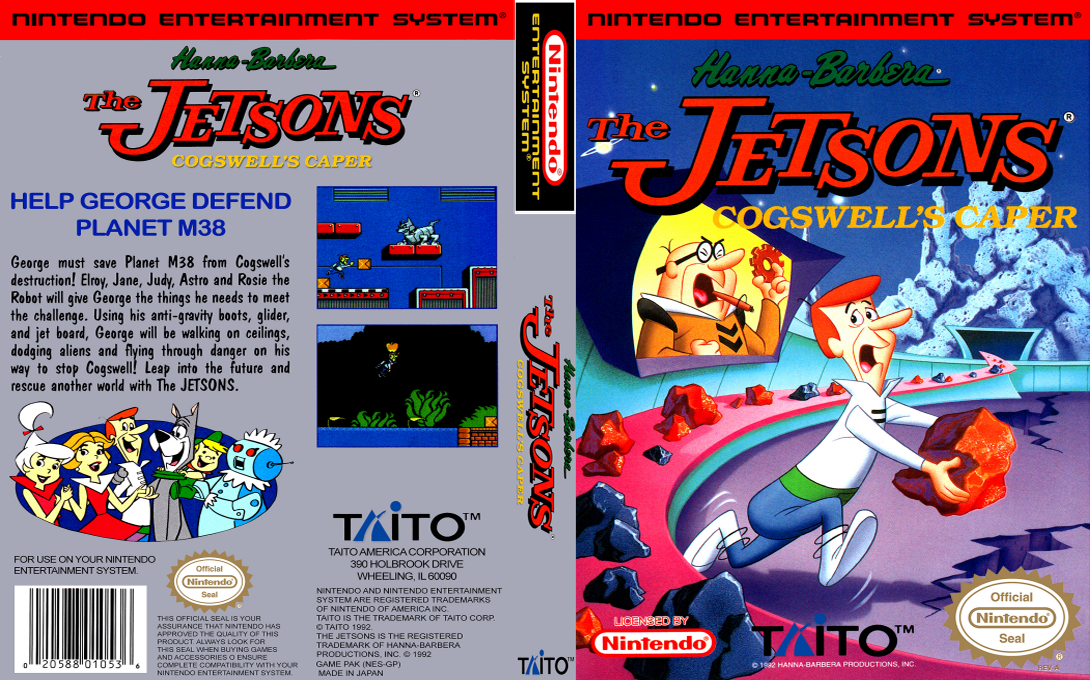 NINTENDO ENTERTAINMENT SYSTEM®
Hanna-Barbera
The JETSONS®
COGSWELL'S CAPER
HELP GEORGE DEFEND
PLANET M38
George must save Planet M38 from Cogswell's
destruction! Elroy, Jane, Judy, Astro and Rosie the
Robot will give George the things he needs to meet
the challenge. Using his anti-gravity boots, glider,
and jet board, George will be walking on ceilings,
dodging aliens and flying through danger on his
way to stop Cogswell! Leap into the future and
rescue another world with The JETSONS.
FOR USE ON YOUR NINTENDO
ENTERTAINMENT SYSTEM.
0 20588 01053 6
Official
Nintendo®
Seal
THIS OFFICIAL SEAL IS YOUR
ASSURANCE THAT NINTENDO HAS
APPROVED THE QUALITY OF THIS
PRODUCT. ALWAYS LOOK FOR
THIS SEAL WHEN BUYING GAMES
AND ACCESSORIES O ENSURE
COMPLETE COMPATIBILITY WITH YOUR
NINTENDO ENTERTAINMENT SYSTEM.
TAITO™
TAITO AMERICA CORPORATION
390 HOLBROOK DRIVE
WHEELING, IL 60090
NINTENDO AND NINTENDO ENTERTAINMENT
SYSTEM ARE REGISTERED TRADEMARKS
OF NINTENDO OF AMERICA INC.
TAITO IS THE TRADEMARK OF TAITO CORP.
© TAITO 1992.
THE JETSONS IS THE REGISTERED
TRADEMARK OF HANNA-BARBERA
PRODUCTIONS, INC. © 1992
GAME PAK (NES-GP)
MADE IN JAPAN
Nintendo®
ENTERTAINMENT
SYSTEM®
Hanna-Barbera
The JETSONS®
COGSWELL'S CAPER
TAITO™
NINTENDO ENTERTAINMENT SYSTEM®
Hanna-Barbera®
The JETSONS®
COGSWELL'S CAPER
LICENSED BY
Nintendo®
TAITO™
© 1992 HANNA-BARBERA PRODUCTIONS, INC.
Official
Nintendo®
Seal
®
REV-A